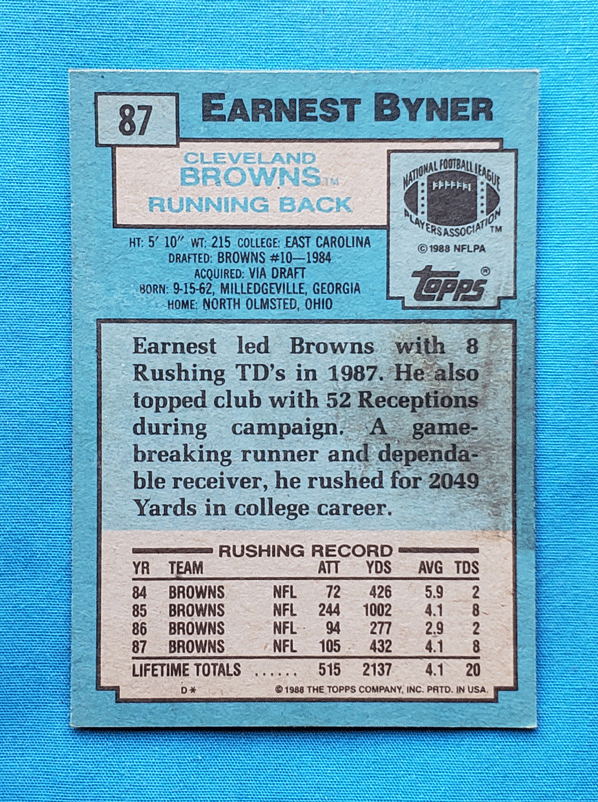 87
EARNEST BYNER
CLEVELAND
BROWNS TM
RUNNING BACK
NATIONAL FOOTBALL LEAGUE
PLAYERS ASSOCIATION TM
© 1988 NFLPA
topps ®
HT: 5' 10" WT: 215 COLLEGE: EAST CAROLINA
DRAFTED: BROWNS #10—1984
ACQUIRED: VIA DRAFT
BORN: 9-15-62, MILLEDGEVILLE, GEORGIA
HOME: NORTH OLMSTED, OHIO
Earnest led Browns with 8
Rushing TD's in 1987. He also
topped club with 52 Receptions
during campaign. A game-
breaking runner and dependa-
ble receiver, he rushed for 2049
Yards in college career.
RUSHING RECORD
YR TEAM ATT YDS AVG TDS
84 BROWNS NFL 72 426 5.9 2
85 BROWNS NFL 244 1002 4.1 8
86 BROWNS NFL 94 277 2.9 2
87 BROWNS NFL 105 432 4.1 8
LIFETIME TOTALS ...... 515 2137 4.1 20
D* © 1988 THE TOPPS COMPANY, INC. PRTD. IN USA.